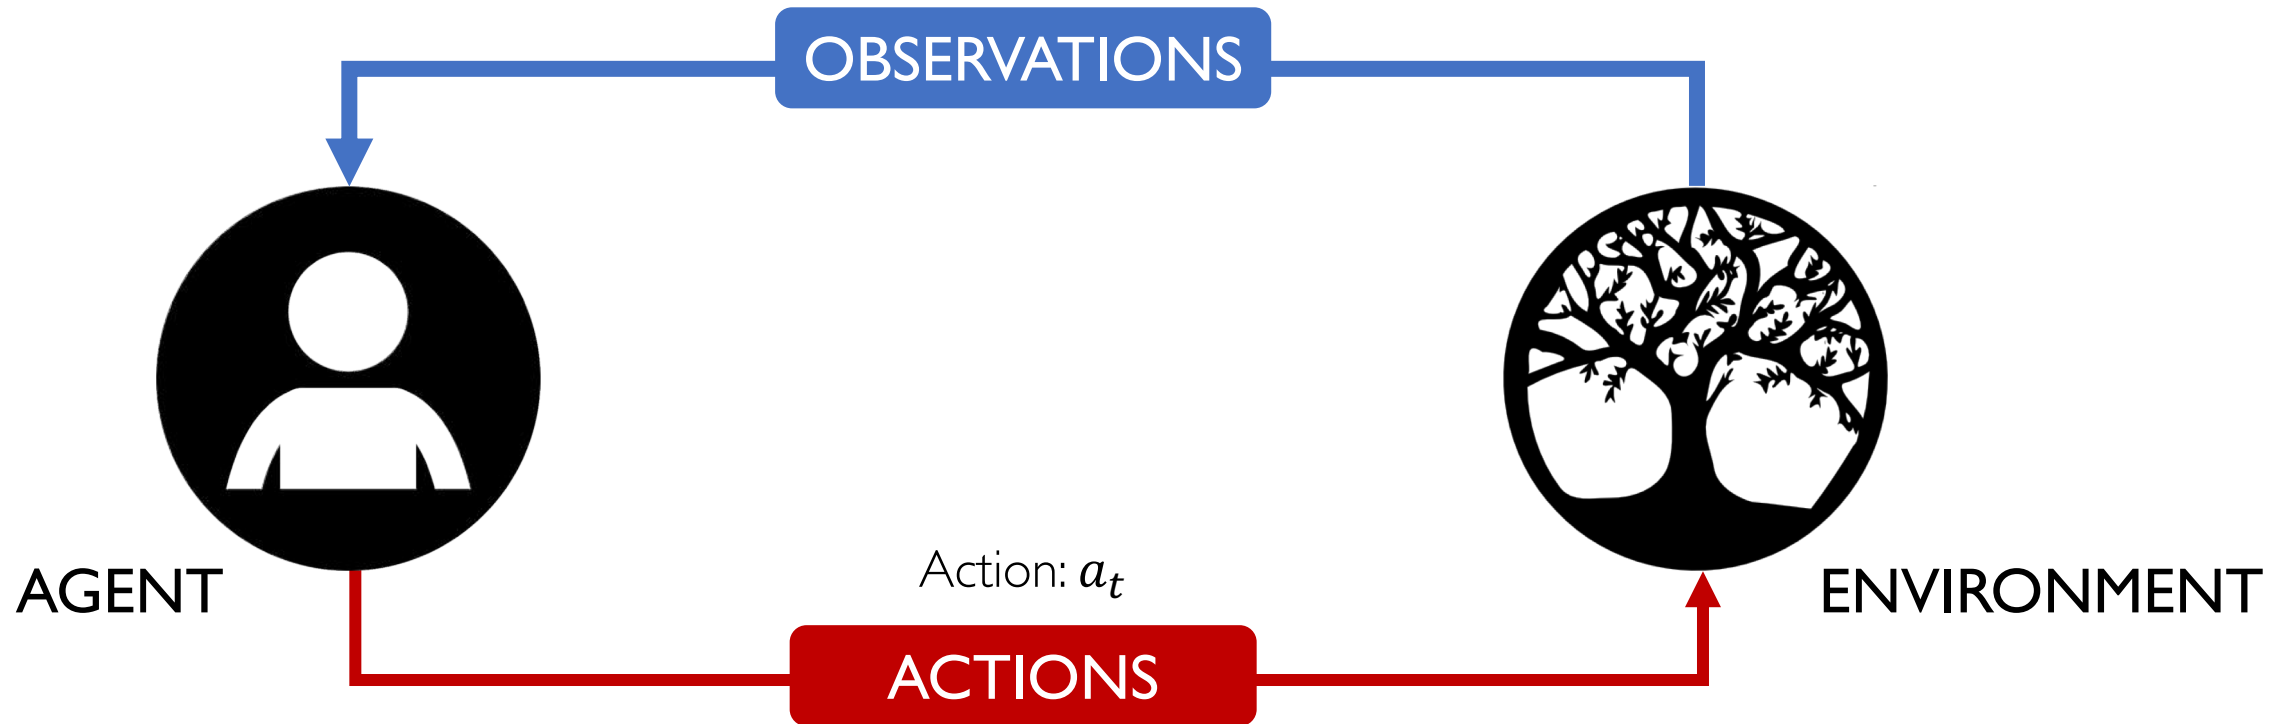 OBSERVATIONS
AGENT
Action: aₜ
ENVIRONMENT
ACTIONS